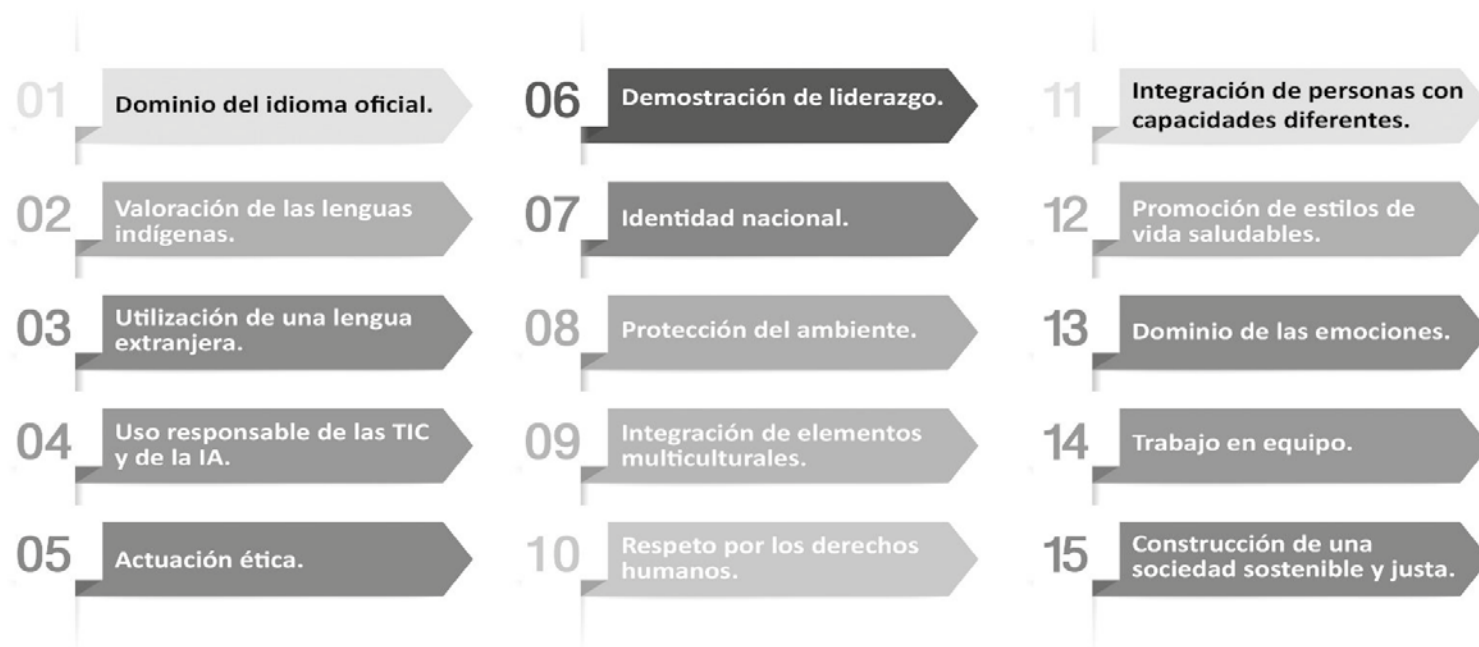 01
Dominio del idioma oficial.
02
Valoración de las lenguas
indígenas.
03
Utilización de una lengua
extranjera.
04
Uso responsable de las TIC
y de la IA.
05
Actuación ética.
06
Demostración de liderazgo.
07
Identidad nacional.
08
Protección del ambiente.
09
Integración de elementos
multiculturales.
10
Respeto por los derechos
humanos.
11
Integración de personas con
capacidades diferentes.
12
Promoción de estilos de
vida saludables.
13
Dominio de las emociones.
14
Trabajo en equipo.
15
Construcción de una
sociedad sostenible y justa.